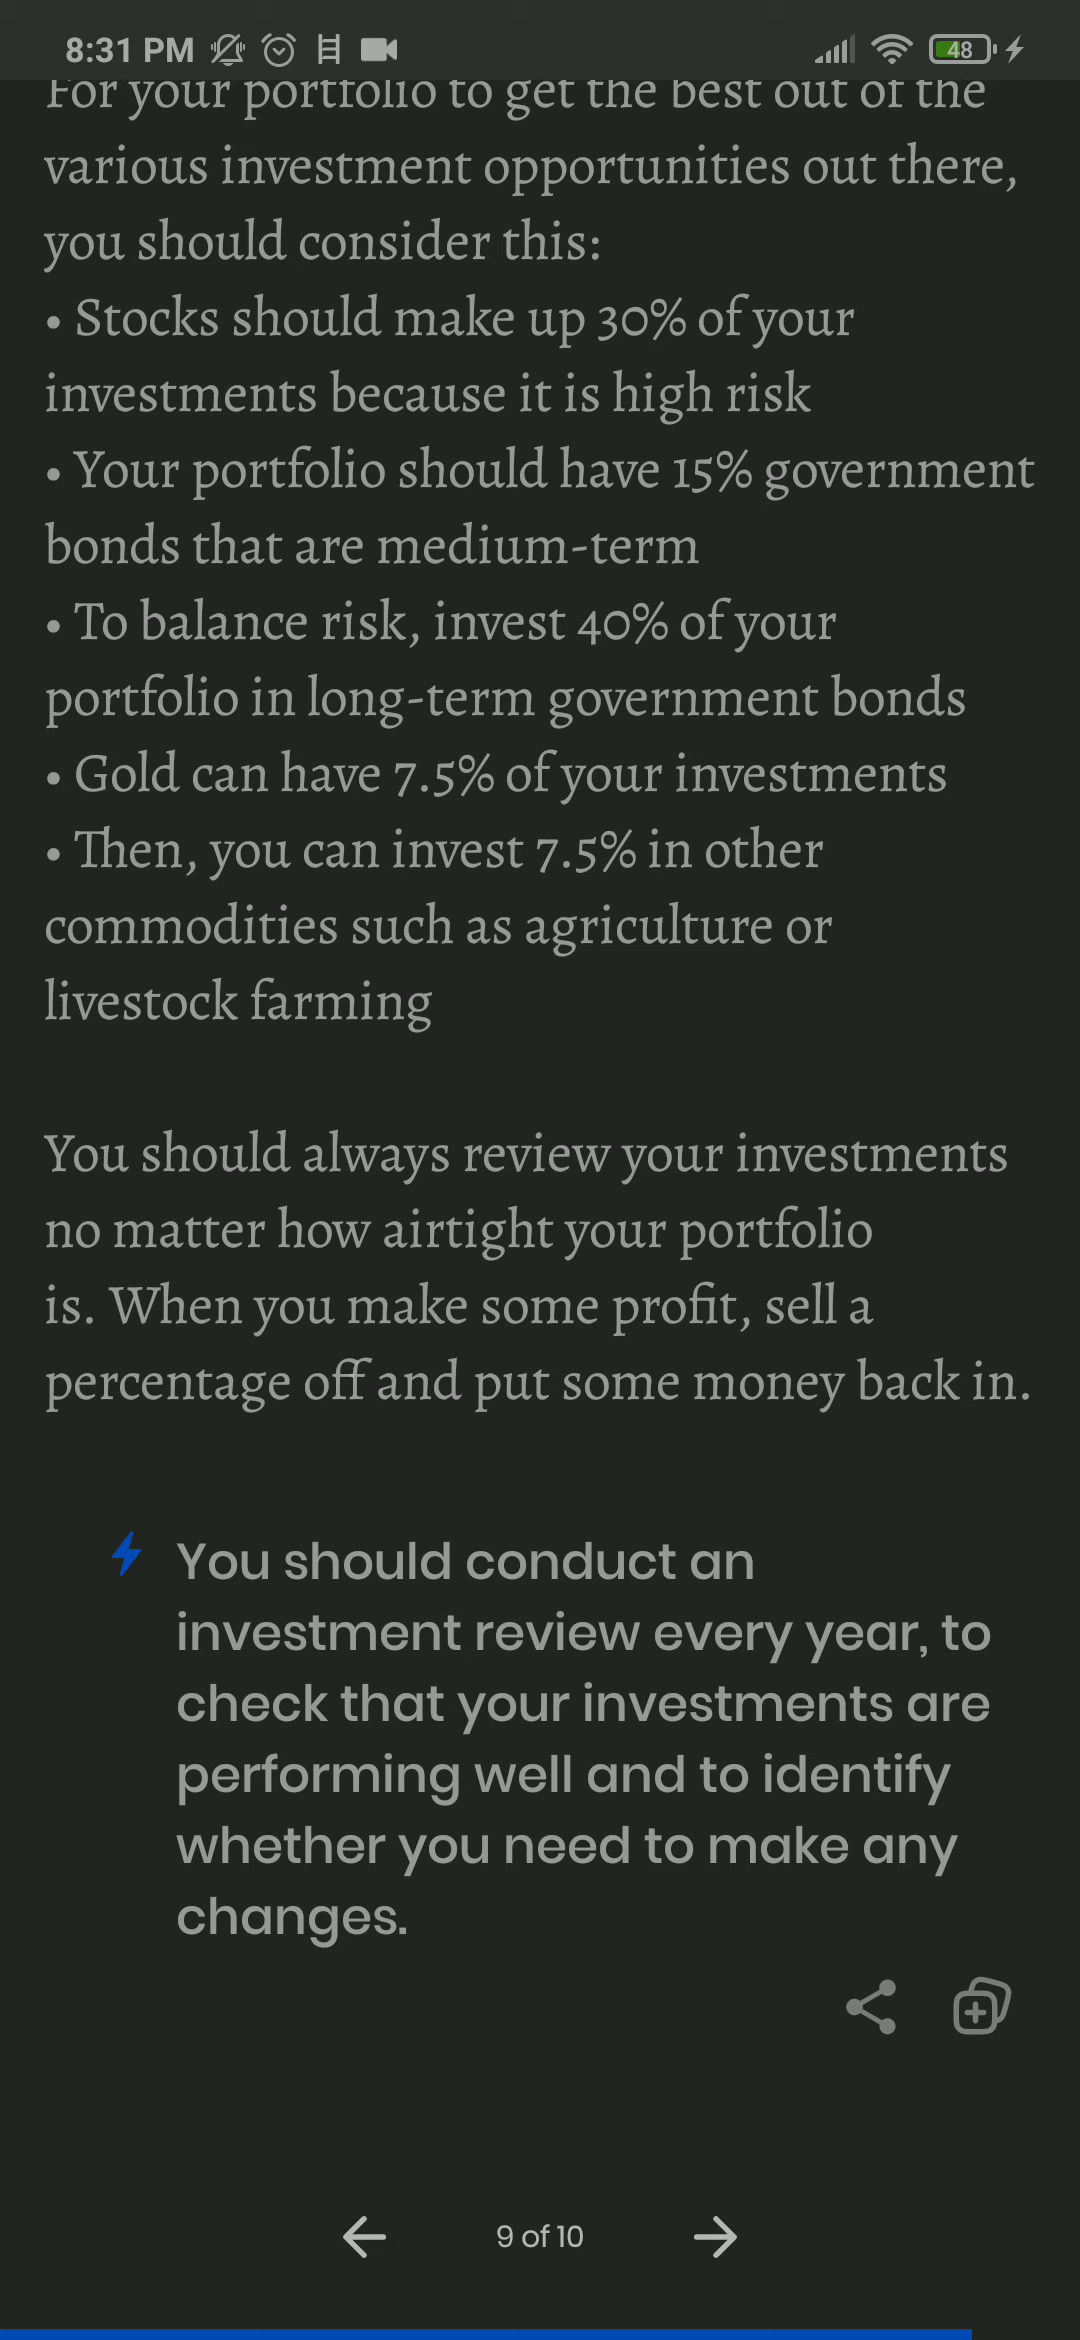 8:31 PM
48
For your portfolio to get the best out of the
various investment opportunities out there,
you should consider this:
• Stocks should make up 30% of your
investments because it is high risk
• Your portfolio should have 15% government
bonds that are medium-term
• To balance risk, invest 40% of your
portfolio in long-term government bonds
• Gold can have 7.5% of your investments
• Then, you can invest 7.5% in other
commodities such as agriculture or
livestock farming
You should always review your investments
no matter how airtight your portfolio
is. When you make some profit, sell a
percentage off and put some money back in.
You should conduct an
investment review every year, to
check that your investments are
performing well and to identify
whether you need to make any
changes.
9 of 10